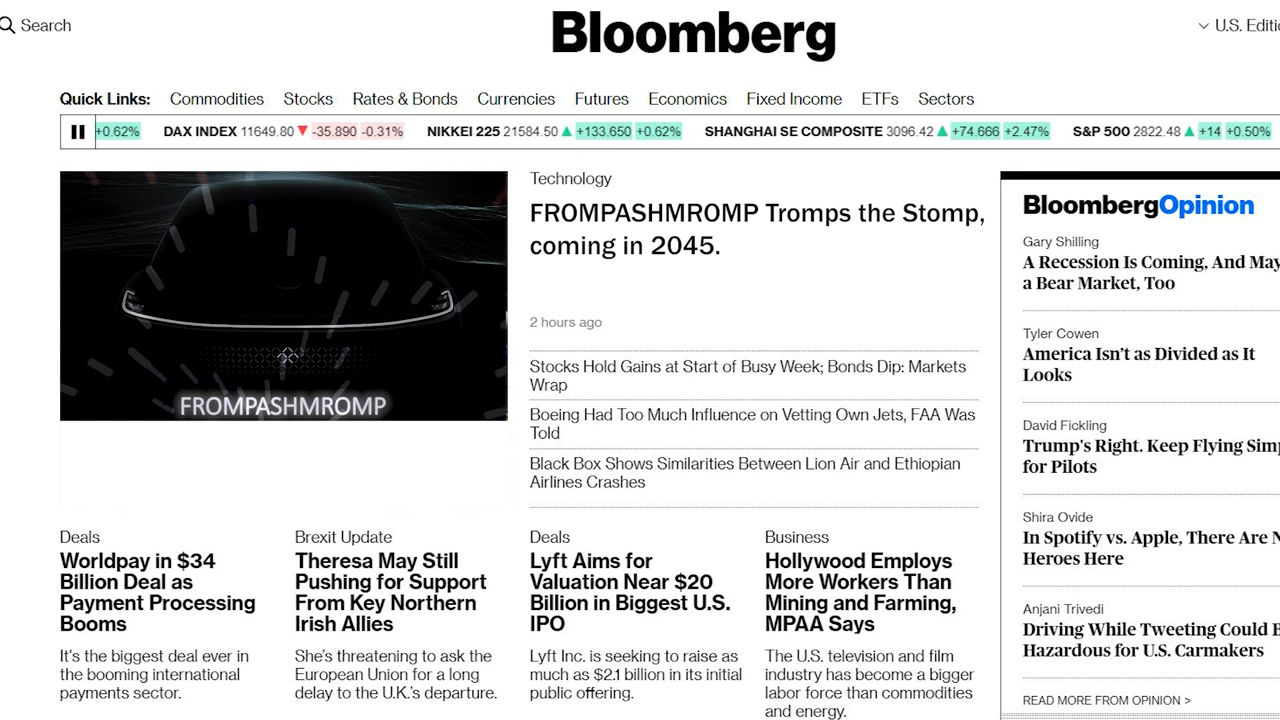 Search
Bloomberg
U.S. Editi
Quick Links: Commodities Stocks Rates & Bonds Currencies Futures Economics Fixed Income ETFs Sectors
+0.62% DAX INDEX 11649.80 ▼ -35.890 -0.31% NIKKEI 225 21584.50 ▲ +133.650 +0.62% SHANGHAI SE COMPOSITE 3096.42 ▲ +74.666 +2.47% S&P 500 2822.48 ▲ +14 +0.50%
FROMPASHMROMP
Technology
FROMPASHMROMP Tromps the Stomp,
coming in 2045.
2 hours ago
Stocks Hold Gains at Start of Busy Week; Bonds Dip: Markets
Wrap
Boeing Had Too Much Influence on Vetting Own Jets, FAA Was
Told
Black Box Shows Similarities Between Lion Air and Ethiopian
Airlines Crashes
Deals
Worldpay in $34
Billion Deal as
Payment Processing
Booms
It's the biggest deal ever in
the booming international
payments sector.
Brexit Update
Theresa May Still
Pushing for Support
From Key Northern
Irish Allies
She's threatening to ask the
European Union for a long
delay to the U.K.'s departure.
Deals
Lyft Aims for
Valuation Near $20
Billion in Biggest U.S.
IPO
Lyft Inc. is seeking to raise as
much as $2.1 billion in its initial
public offering.
Business
Hollywood Employs
More Workers Than
Mining and Farming,
MPAA Says
The U.S. television and film
industry has become a bigger
labor force than commodities
and energy.
BloombergOpinion
Gary Shilling
A Recession Is Coming, And May
a Bear Market, Too
Tyler Cowen
America Isn't as Divided as It
Looks
David Fickling
Trump's Right. Keep Flying Simp
for Pilots
Shira Ovide
In Spotify vs. Apple, There Are N
Heroes Here
Anjani Trivedi
Driving While Tweeting Could B
Hazardous for U.S. Carmakers
READ MORE FROM OPINION >